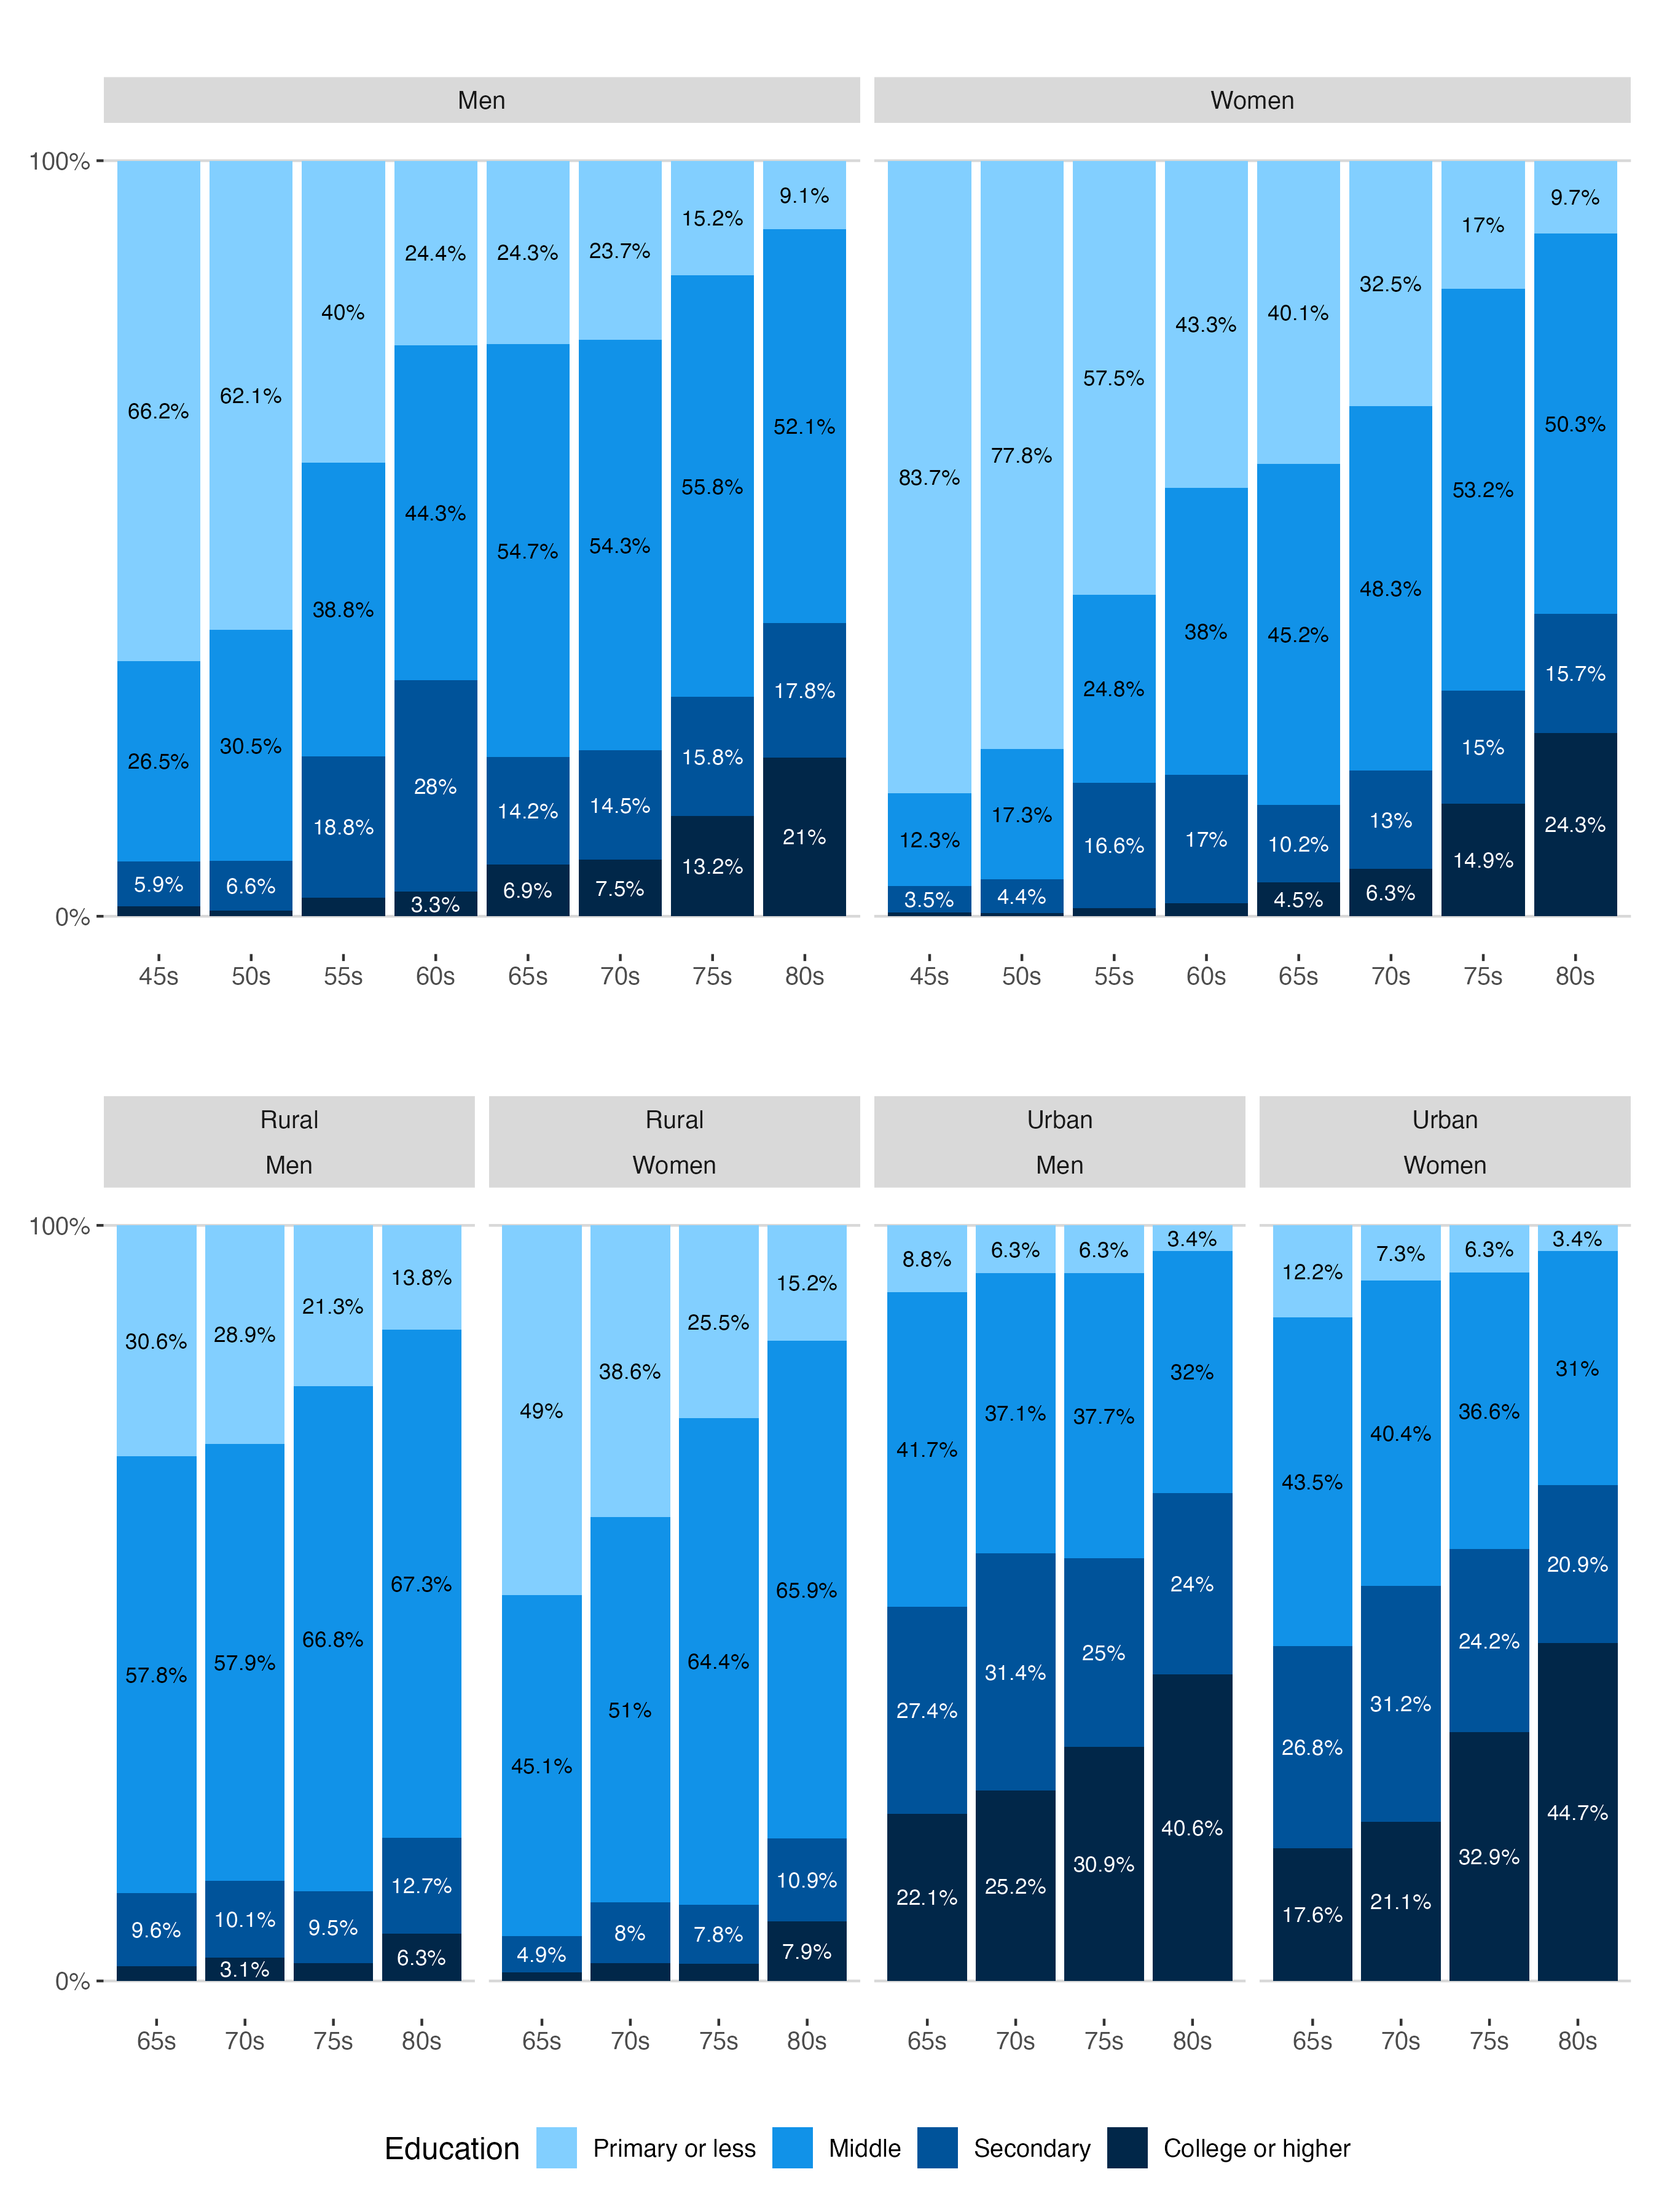 Men Women
100%
66.2% 62.1% 40% 24.4% 24.3% 23.7% 15.2% 9.1% 83.7% 77.8% 57.5% 43.3% 40.1% 32.5% 17% 9.7%
26.5% 30.5% 38.8% 44.3% 54.7% 54.3% 55.8% 52.1% 12.3% 17.3% 24.8% 38% 45.2% 48.3% 53.2% 50.3%
5.9% 6.6% 18.8% 28% 14.2% 14.5% 15.8% 17.8% 3.5% 4.4% 16.6% 17% 10.2% 13% 15% 15.7%
3.3% 6.9% 7.5% 13.2% 21% 4.5% 6.3% 14.9% 24.3%
0%
45s 50s 55s 60s 65s 70s 75s 80s 45s 50s 55s 60s 65s 70s 75s 80s
Rural Rural Urban Urban
Men Women Men Women
100%
30.6% 28.9% 21.3% 13.8% 49% 38.6% 25.5% 15.2% 8.8% 6.3% 6.3% 3.4% 12.2% 7.3% 6.3% 3.4%
57.8% 57.9% 66.8% 67.3% 45.1% 51% 64.4% 65.9% 41.7% 37.1% 37.7% 32% 43.5% 40.4% 36.6% 31%
9.6% 10.1% 9.5% 12.7% 4.9% 8% 7.8% 10.9% 27.4% 31.4% 25% 24% 26.8% 31.2% 24.2% 20.9%
3.1% 6.3% 7.9% 22.1% 25.2% 30.9% 40.6% 17.6% 21.1% 32.9% 44.7%
0%
65s 70s 75s 80s 65s 70s 75s 80s 65s 70s 75s 80s 65s 70s 75s 80s
Education Primary or less Middle Secondary College or higher